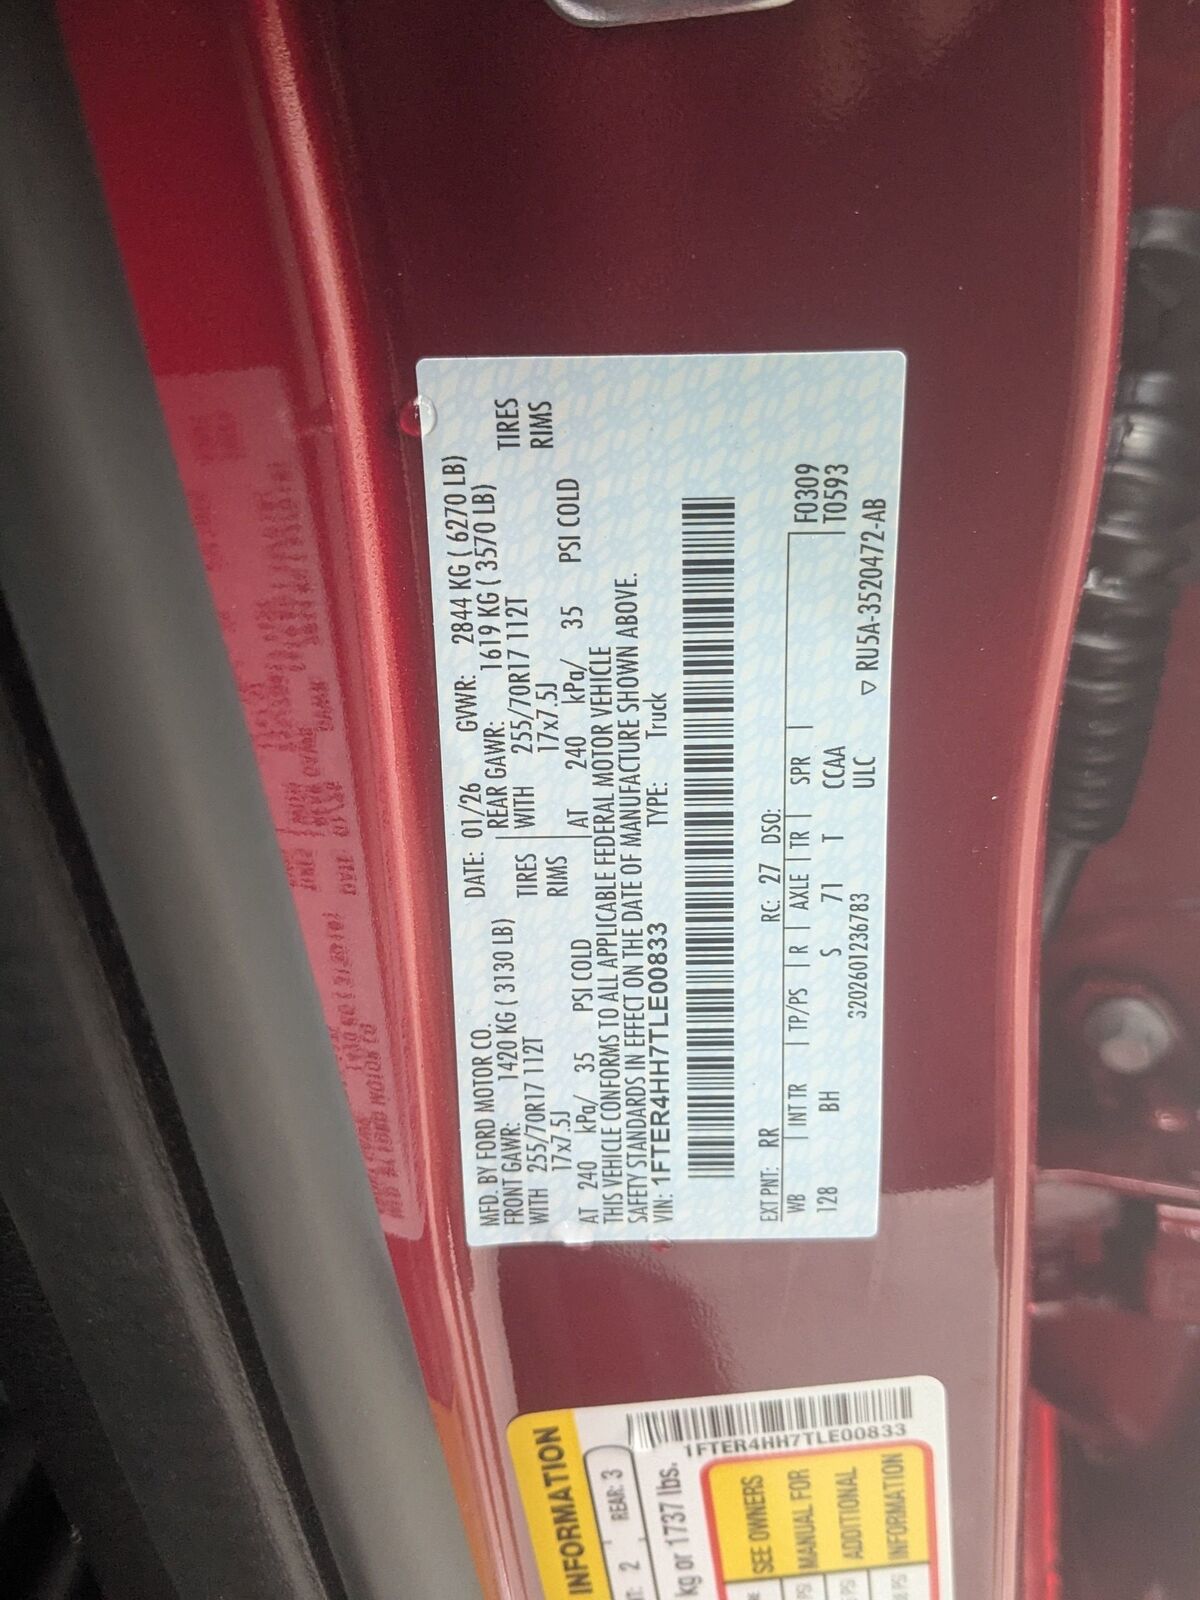 MFD. BY FORD MOTOR CO.
DATE: 01/26 GVWR: 2844 KG ( 6270 LB)
FRONT GAWR: 1420 KG ( 3130 LB) REAR GAWR: 1619 KG ( 3570 LB)
WITH 255/70R17 112T TIRES WITH 255/70R17 112T TIRES
17x7.5J RIMS 17x7.5J RIMS
AT 240 kPa/ 35 PSI COLD AT 240 kPa/ 35 PSI COLD
THIS VEHICLE CONFORMS TO ALL APPLICABLE FEDERAL MOTOR VEHICLE
SAFETY STANDARDS IN EFFECT ON THE DATE OF MANUFACTURE SHOWN ABOVE.
VIN: 1FTER4HH7TLE00833 TYPE: Truck
EXT PNT: RR RC: 27 DSO:
WB INT TR TP/PS R AXLE TR SPR F0309
128 BH S 71 T CCAA T0593
320260123​6783 ULC
▽ RU5A-3520472-AB
INFORMATION
2 REAR: 3
kg or 1737 lbs.
1FTER4HH7TLE00833
SEE OWNERS
MANUAL FOR
ADDITIONAL
INFORMATION